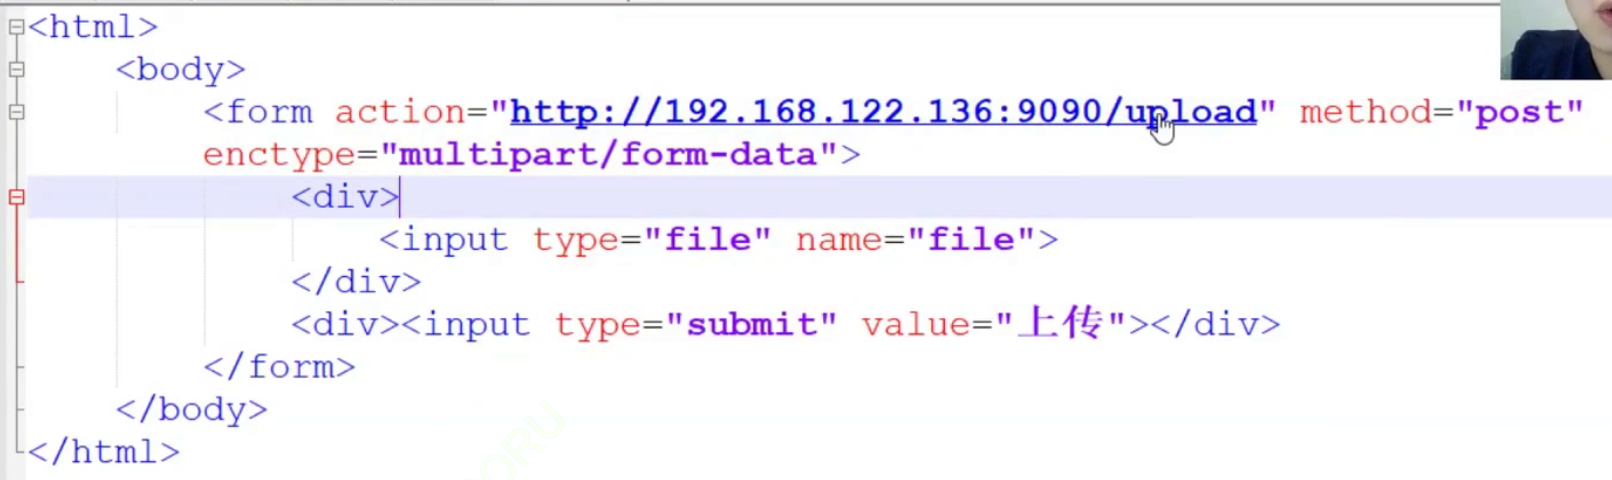 <html>
<body>
<form action="http://192.168.122.136:9090/upload" method="post"
enctype="multipart/form-data">
<div>
<input type="file" name="file">
</div>
<div><input type="submit" value="上传"></div>
</form>
</body>
</html>
ORU